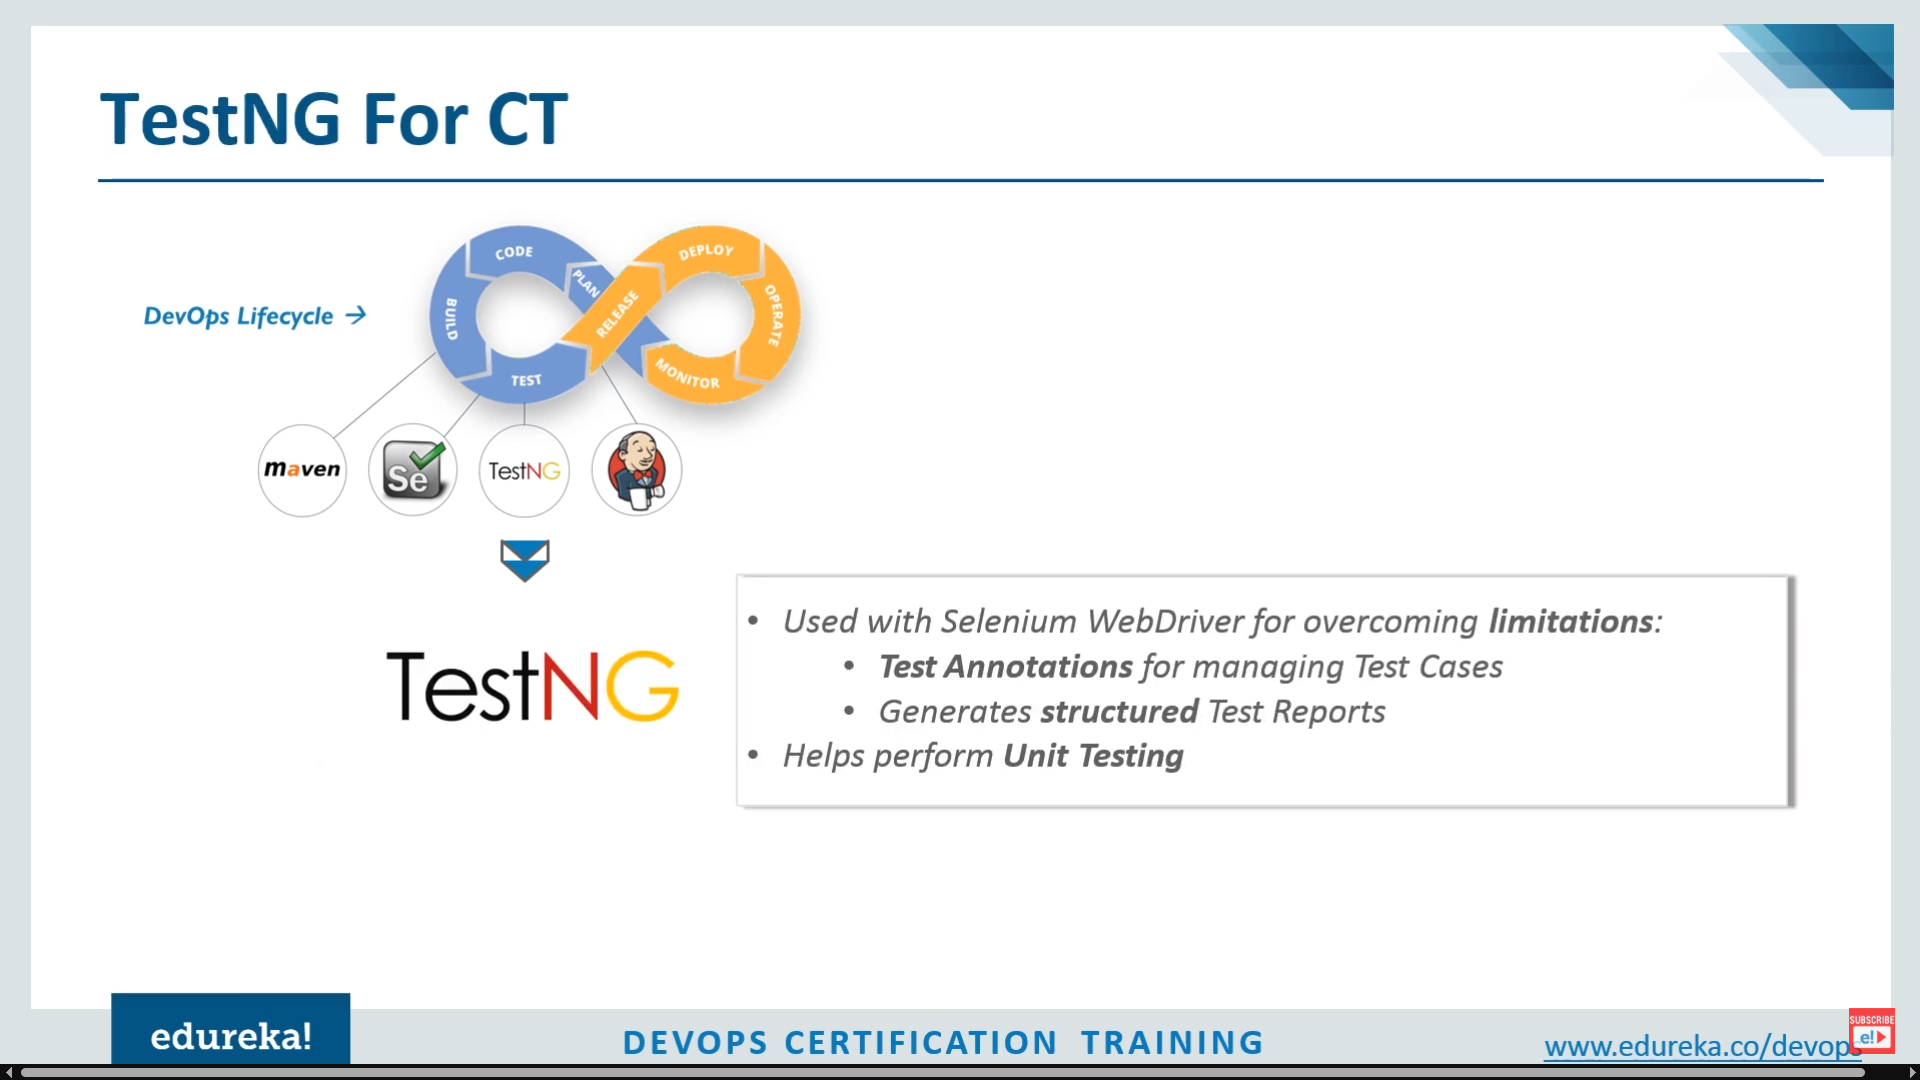 TestNG For CT
DevOps Lifecycle →
CODE
PLAN
BUILD
TEST
RELEASE
DEPLOY
OPERATE
MONITOR
maven
Se
TestNG
TestNG
• Used with Selenium WebDriver for overcoming limitations:
• Test Annotations for managing Test Cases
• Generates structured Test Reports
• Helps perform Unit Testing
edureka!
DEVOPS CERTIFICATION TRAINING
www.edureka.co/devops
SUBSCRIBE
e!